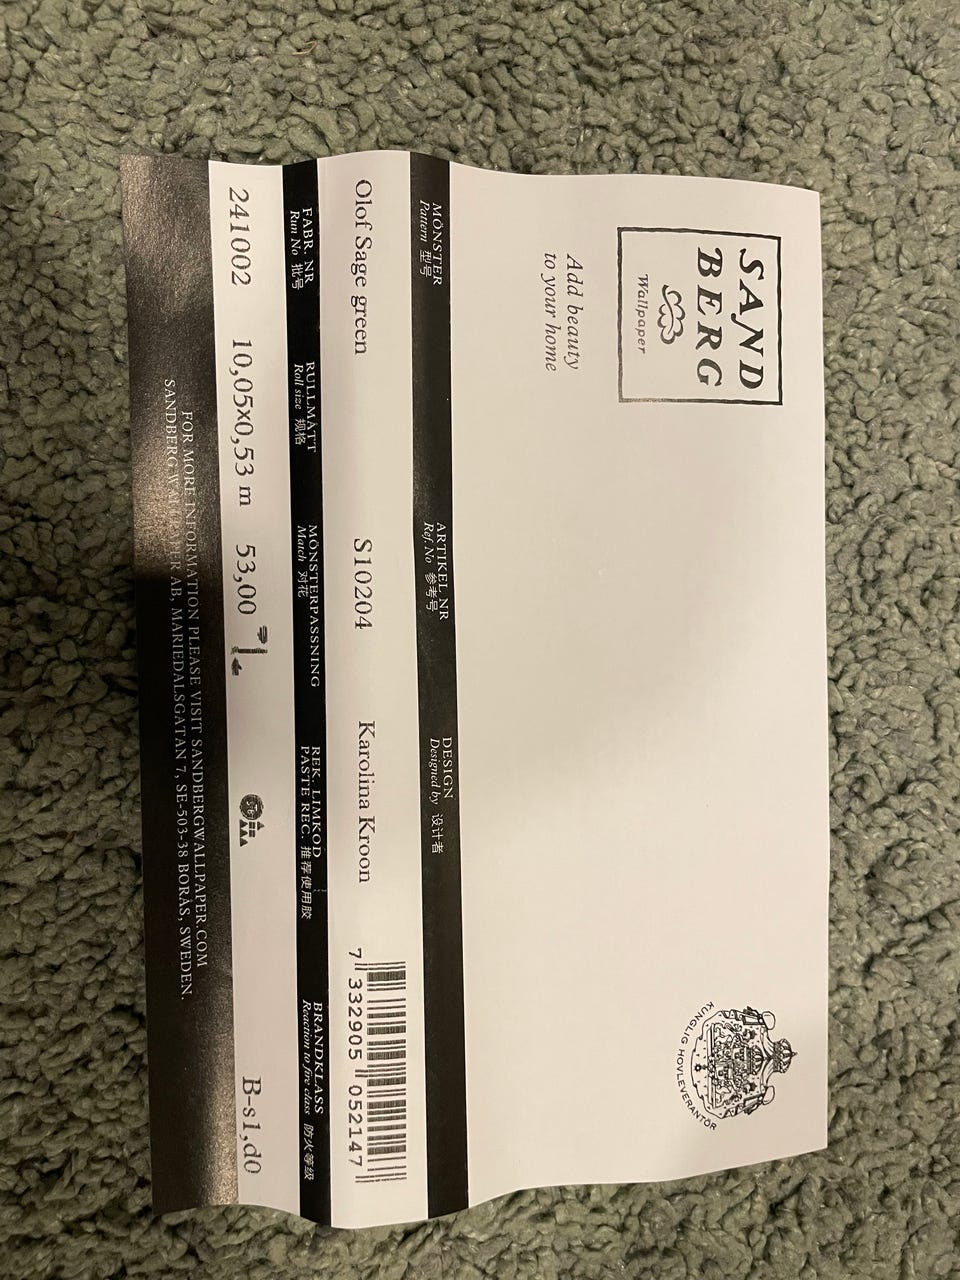 SAND
BERG
Wallpaper
KUNGLIG HOVLEVERANTÖR
Add beauty
to your home
MÖNSTER
Pattern 型号
ARTIKEL NR
Ref. No 参考号
DESIGN
Designed by 设计者
Olof Sage green
S10204
Karolina Kroon
7 332905 052147
FABR. NR
Run No 批号
RULLMÅTT
Roll size 规格
MÖNSTERPASSNING
Match 对花
REK. LIMKOD
PASTE REC. 推荐使用胶
BRANDKLASS
Reaction to fire class 防火等级
241002
10,05x0,53 m
53,00
B-s1,d0
FOR MORE INFORMATION PLEASE VISIT SANDBERGWALLPAPER.COM
SANDBERG WALLPAPER AB, MARIEDALSGATAN 7, SE-503-38 BORÅS, SWEDEN.